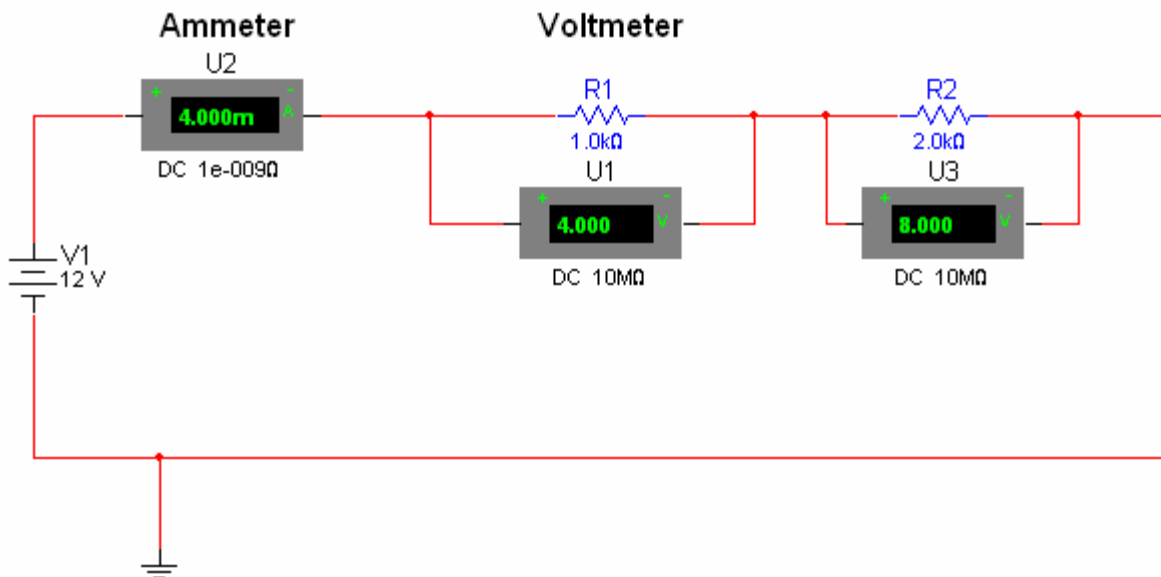 Ammeter
Voltmeter
U2
+ -
4.000m
A
DC 1e-009Ω
R1
1.0kΩ
U1
+ -
4.000
V
DC 10MΩ
R2
2.0kΩ
U3
+ -
8.000
V
DC 10MΩ
V1
12 V